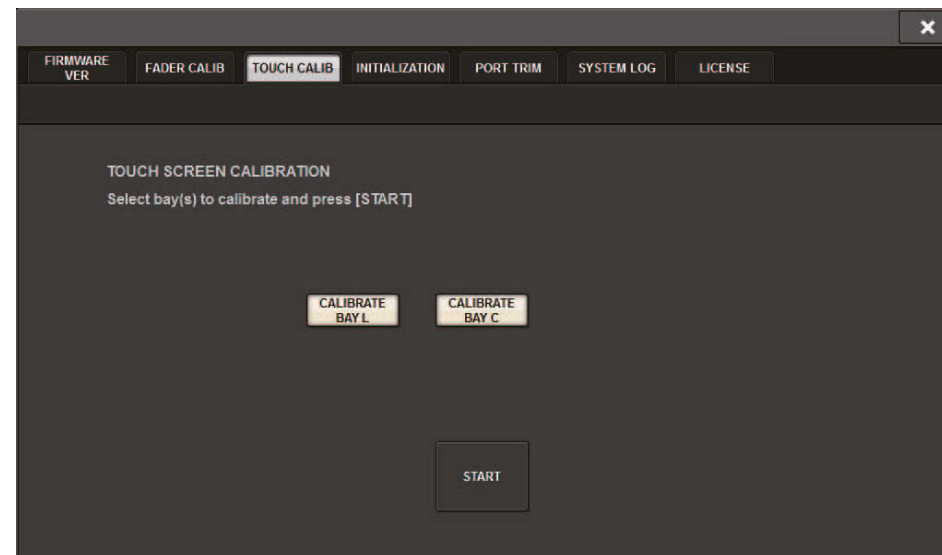 FIRMWARE
VER
FADER CALIB
TOUCH CALIB
INITIALIZATION
PORT TRIM
SYSTEM LOG
LICENSE
TOUCH SCREEN CALIBRATION
Select bay(s) to calibrate and press [START]
CALIBRATE
BAY L
CALIBRATE
BAY C
START